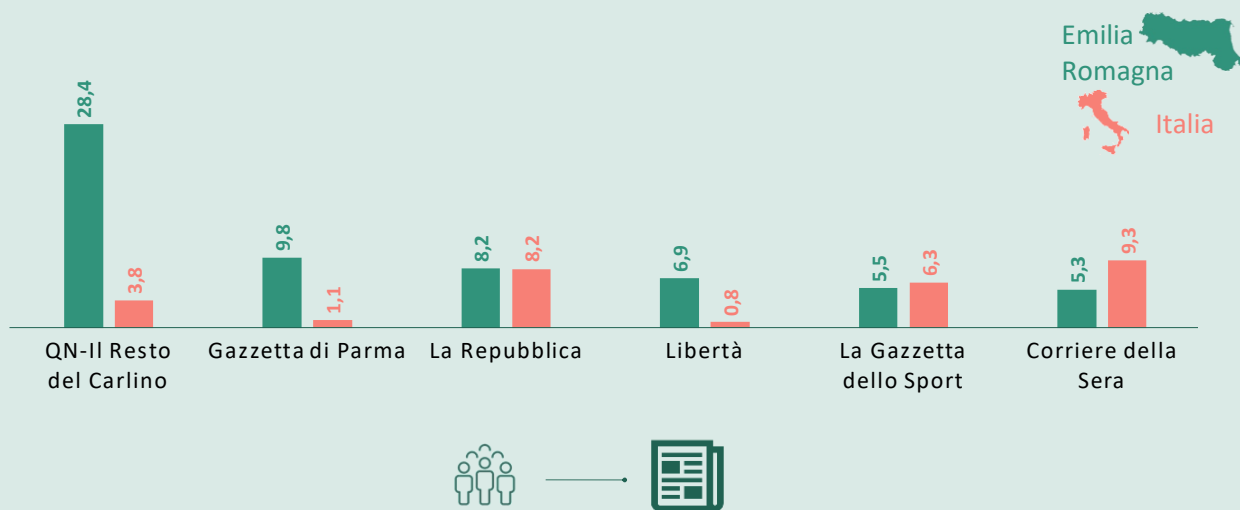 Emilia
Romagna
Italia
28,4
3,8
9,8
1,1
8,2
8,2
6,9
0,8
5,5
6,3
5,3
9,3
QN-Il Resto
del Carlino
Gazzetta di Parma
La Repubblica
Libertà
La Gazzetta
dello Sport
Corriere della
Sera